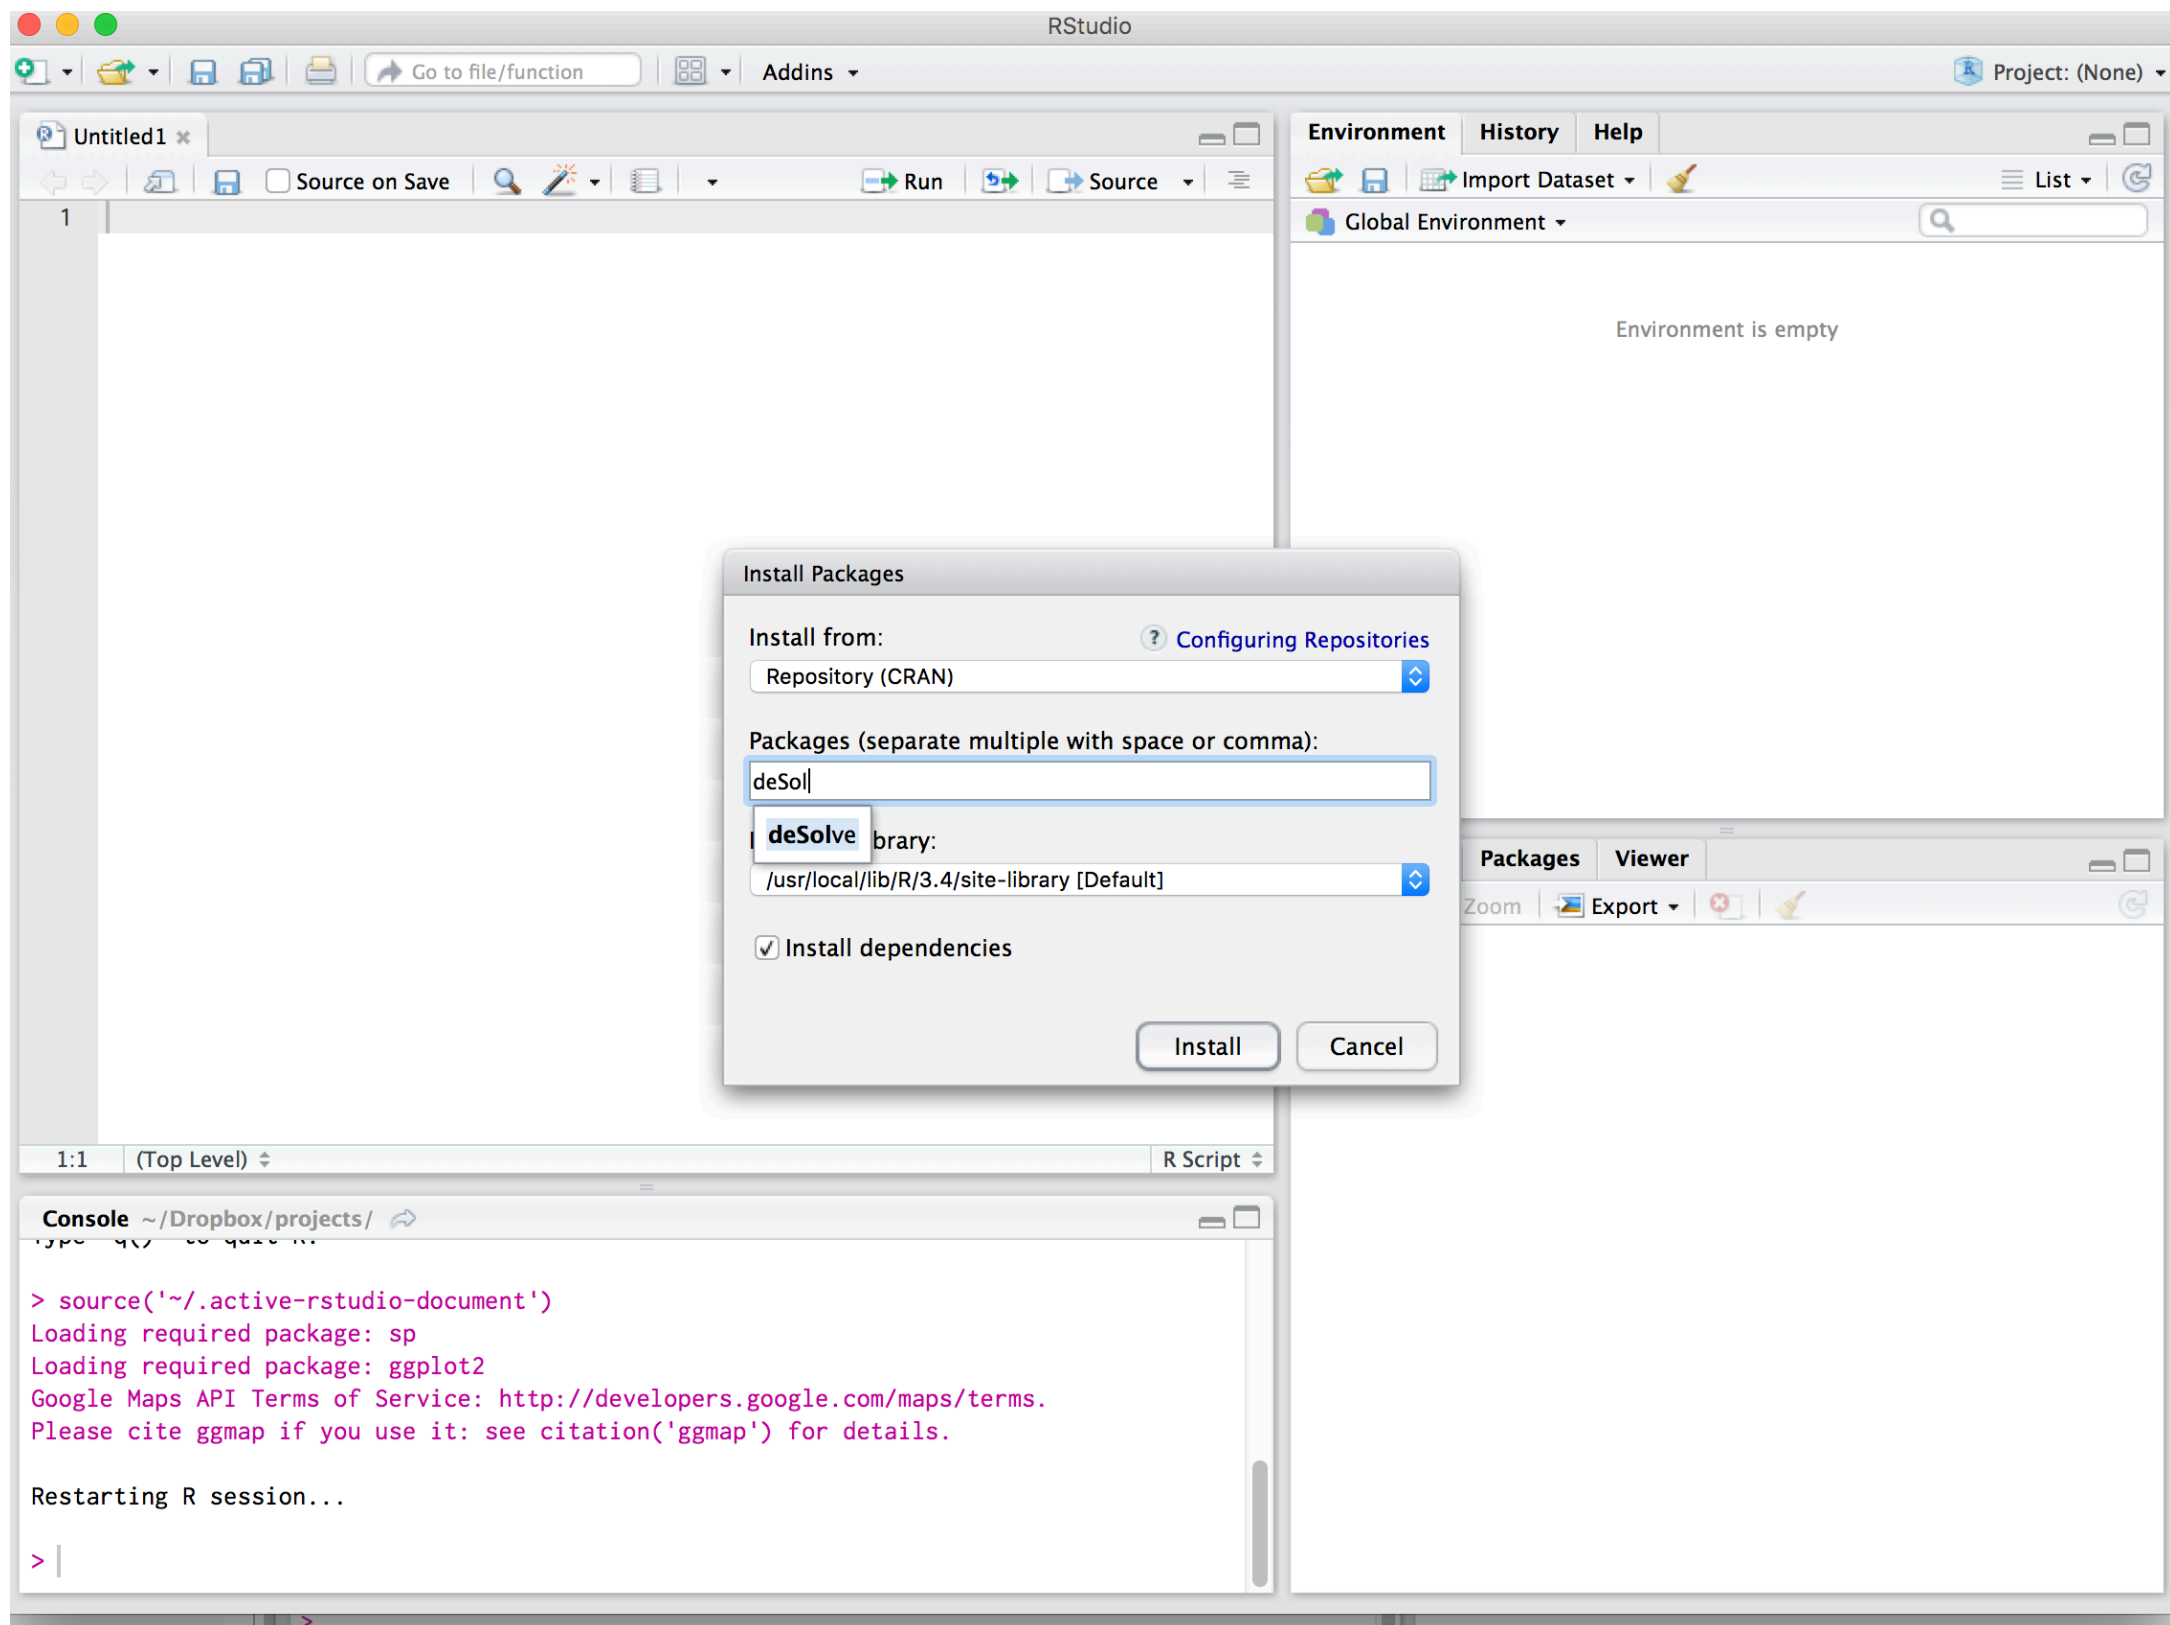 RStudio
Go to file/function
Addins
Project: (None)
Untitled1
Source on Save
Run
Source
1
Environment History Help
Import Dataset
List
Global Environment
Environment is empty
Install Packages
Install from:
Configuring Repositories
Repository (CRAN)
Packages (separate multiple with space or comma):
deSol
deSolve
brary:
/usr/local/lib/R/3.4/site-library [Default]
Install dependencies
Install
Cancel
Packages Viewer
Zoom
Export
1:1
(Top Level)
R Script
Console ~/Dropbox/projects/
> source('~/.active-rstudio-document')
Loading required package: sp
Loading required package: ggplot2
Google Maps API Terms of Service: http://developers.google.com/maps/terms.
Please cite ggmap if you use it: see citation('ggmap') for details.
Restarting R session...
>